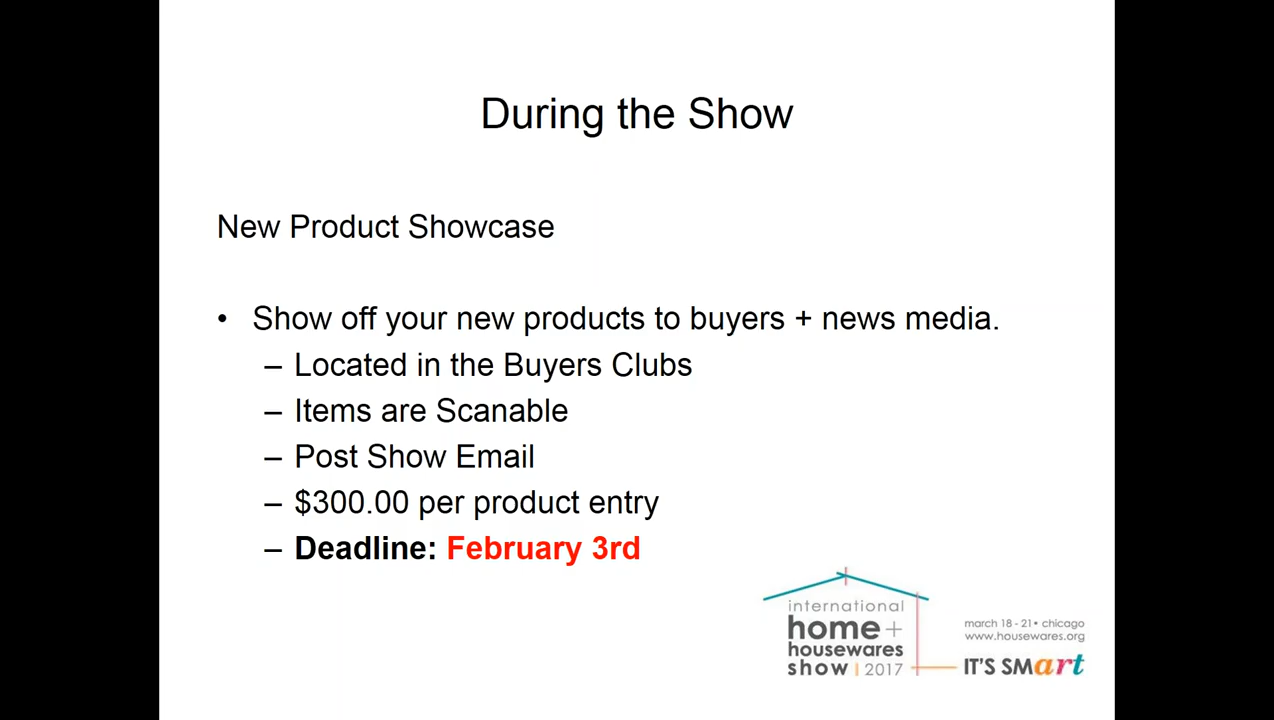 During the Show
New Product Showcase
• Show off your new products to buyers + news media.
– Located in the Buyers Clubs
– Items are Scanable
– Post Show Email
– $300.00 per product entry
– Deadline: February 3rd
international
home+
housewares
show | 2017
march 18 - 21 • chicago
www.housewares.org
IT'S SMart